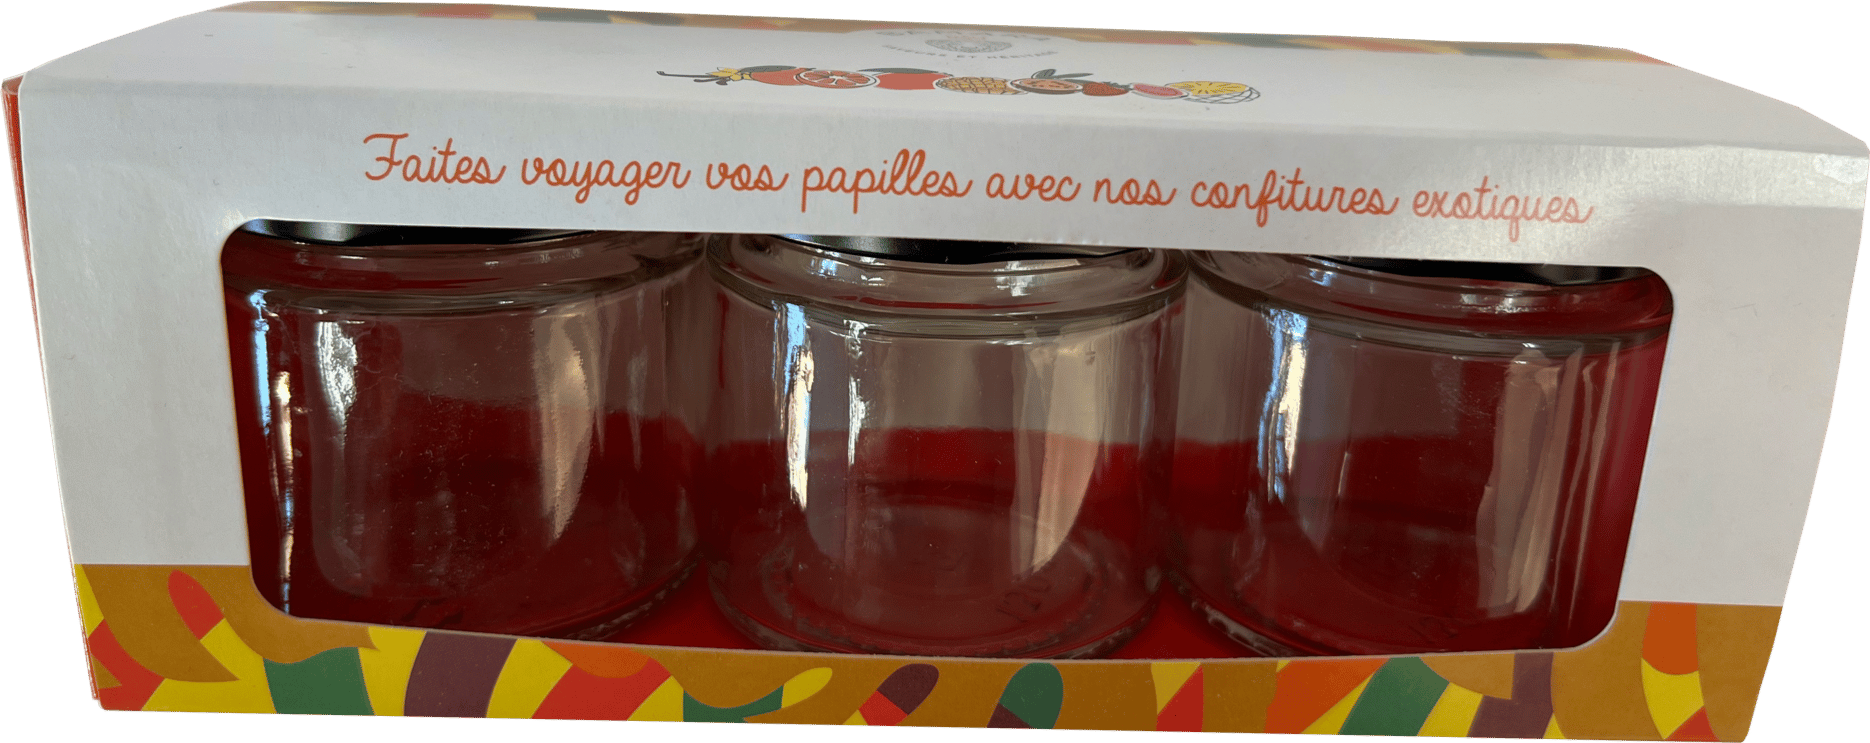 Faites voyager vos papilles avec nos confitures exotiques